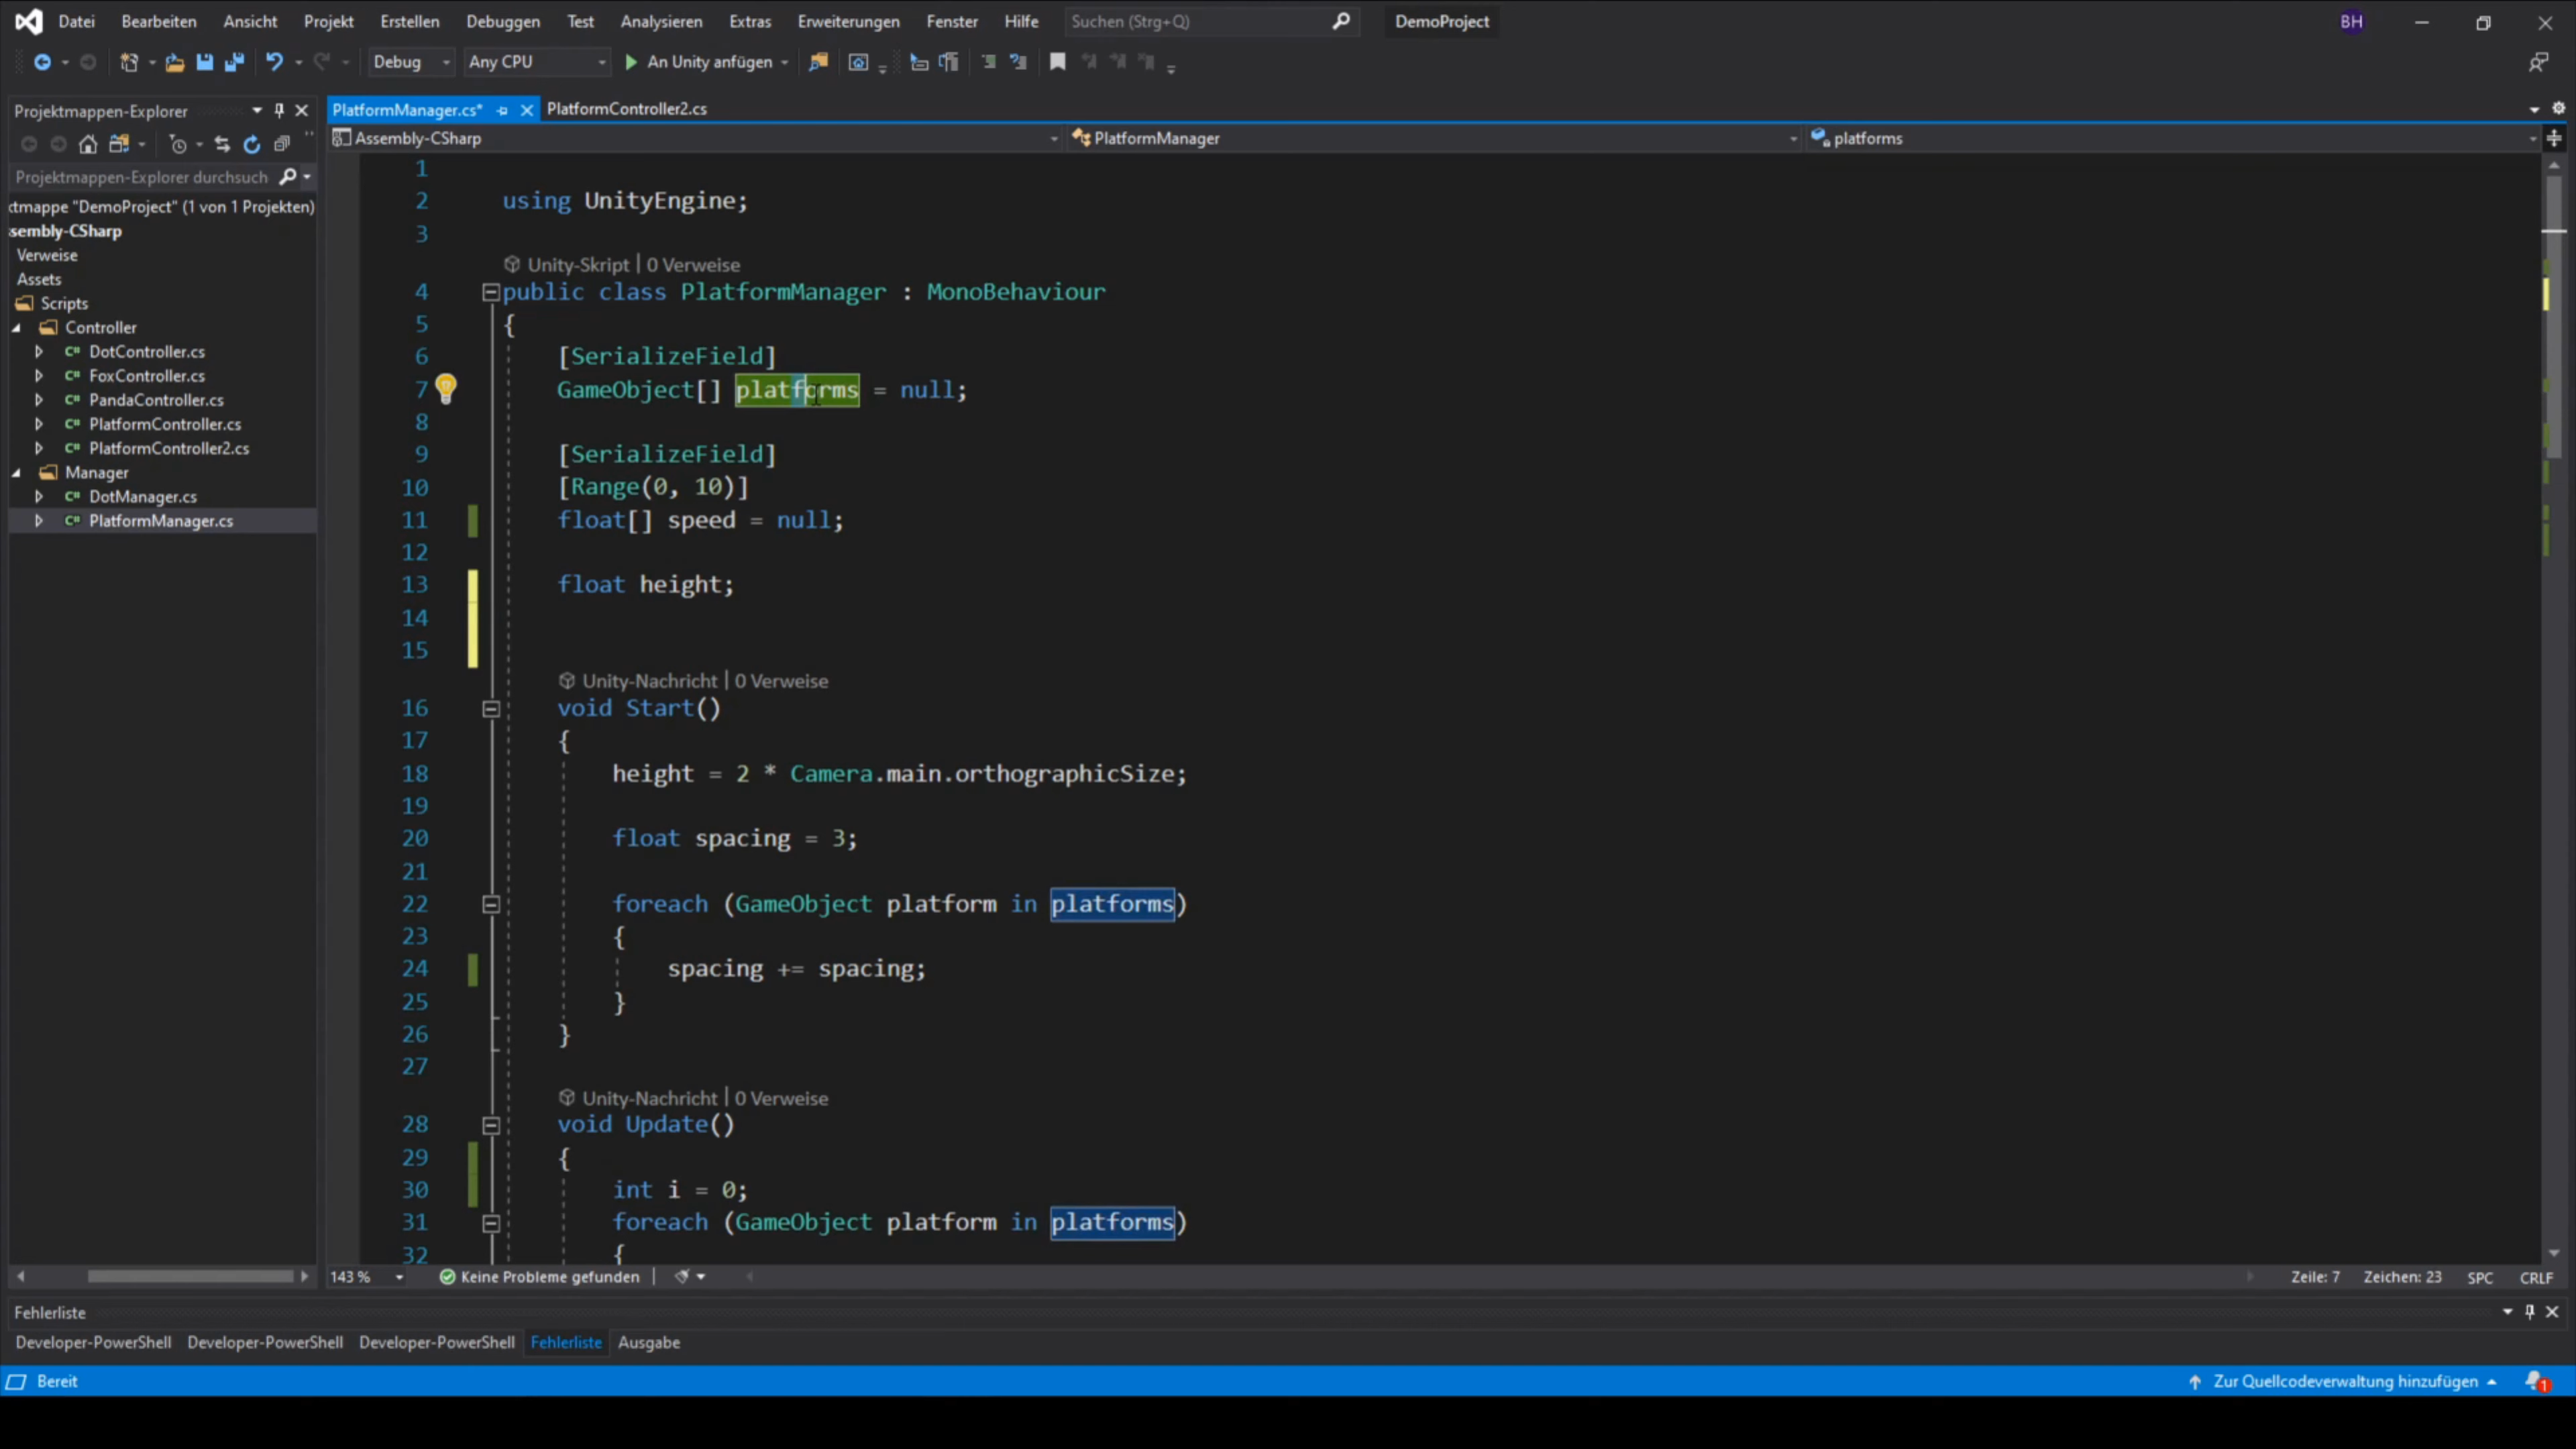 Datei Bearbeiten Ansicht Projekt Erstellen Debuggen Test Analysieren Extras Erweiterungen Fenster Hilfe Suchen (Strg+Q) DemoProject BH
Debug Any CPU An Unity anfügen
Projektmappen-Explorer
PlatformManager.cs* PlatformController2.cs
Assembly-CSharp PlatformManager platforms
Projektmappen-Explorer durchsuch
ktmappe "DemoProject" (1 von 1 Projekten)
sembly-CSharp
Verweise
Assets
Scripts
Controller
C# DotController.cs
C# FoxController.cs
C# PandaController.cs
C# PlatformController.cs
C# PlatformController2.cs
Manager
C# DotManager.cs
C# PlatformManager.cs
1
2 using UnityEngine;
3
Unity-Skript | 0 Verweise
4 public class PlatformManager : MonoBehaviour
5 {
6 [SerializeField]
7 GameObject[] platforms = null;
8
9 [SerializeField]
10 [Range(0, 10)]
11 float[] speed = null;
12
13 float height;
14
15
Unity-Nachricht | 0 Verweise
16 void Start()
17 {
18 height = 2 * Camera.main.orthographicSize;
19
20 float spacing = 3;
21
22 foreach (GameObject platform in platforms)
23 {
24 spacing += spacing;
25 }
26 }
27
Unity-Nachricht | 0 Verweise
28 void Update()
29 {
30 int i = 0;
31 foreach (GameObject platform in platforms)
32 {
143 % Keine Probleme gefunden Zeile: 7 Zeichen: 23 SPC CRLF
Fehlerliste
Developer-PowerShell Developer-PowerShell Developer-PowerShell Fehlerliste Ausgabe
Bereit Zur Quellcodeverwaltung hinzufügen 1